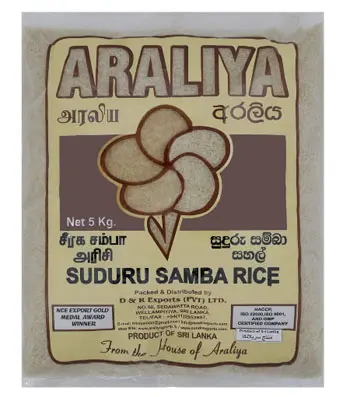 ARALIYA
அரலிய
අරලිය
Net 5 Kg.
சீரக சம்பா
அரிசி
සුදුරු සම්බා
සහල්
SUDURU SAMBA RICE
Packed & Distributed by
D & R Exports (PVT) LTD.
WELLAMPITIYA, SRI LANKA.
PRODUCT OF SRI LANKA
NCE EXPORT GOLD
MEDAL AWARD
WINNER
HACCP,
ISO 22000, ISO 9001,
AND GMP
CERTIFIED COMPANY
From the House of Araliya